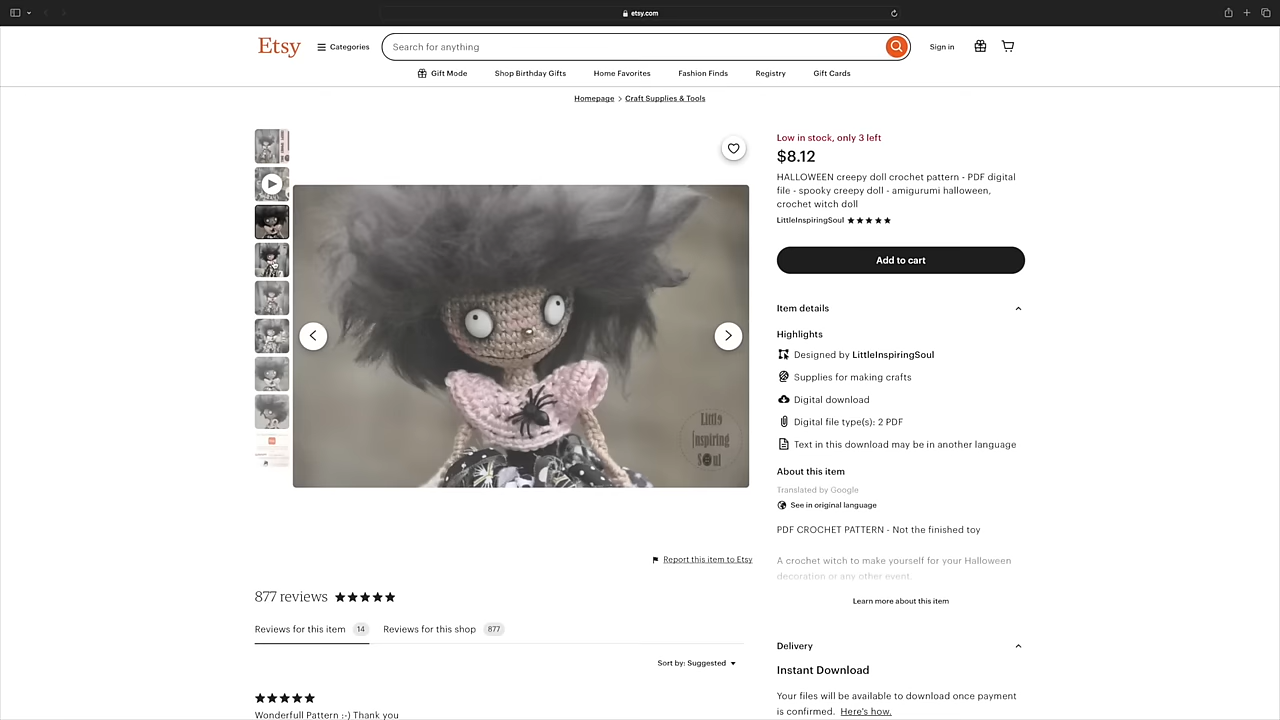 etsy.com
Etsy
Categories
Search for anything
Sign in
Gift Mode
Shop Birthday Gifts
Home Favorites
Fashion Finds
Registry
Gift Cards
Homepage
Craft Supplies & Tools
Low in stock, only 3 left
$8.12
HALLOWEEN creepy doll crochet pattern - PDF digital
file - spooky creepy doll - amigurumi halloween,
crochet witch doll
LittleInspiringSoul
Add to cart
Item details
Highlights
Designed by LittleInspiringSoul
Supplies for making crafts
Digital download
Digital file type(s): 2 PDF
Text in this download may be in another language
About this item
Translated by Google
See in original language
PDF CROCHET PATTERN - Not the finished toy
A crochet witch to make yourself for your Halloween
decoration or any other event.
Learn more about this item
Delivery
Instant Download
Your files will be available to download once payment
is confirmed. Here's how.
Little
Inspiring
Soul
Report this item to Etsy
877 reviews
Reviews for this item 14
Reviews for this shop 877
Sort by: Suggested
Wonderfull Pattern :-) Thank you